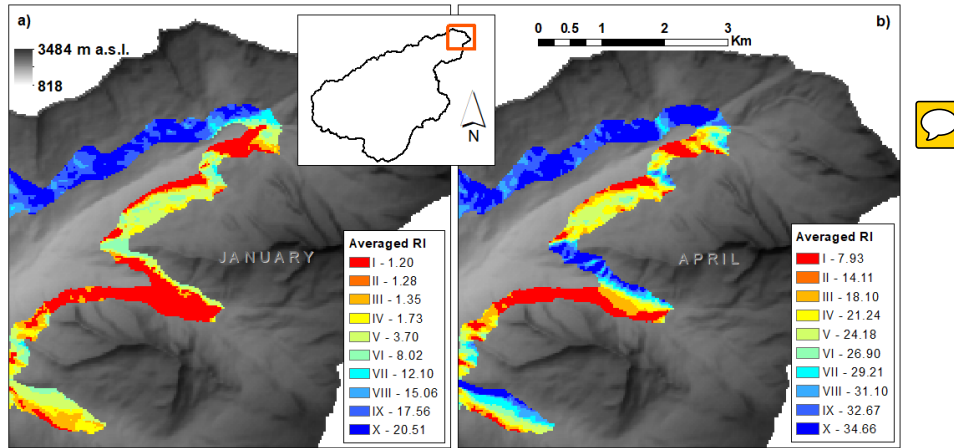 a)
3484 m a.s.l.
818
JANUARY
Averaged RI
I - 1.20
II - 1.28
III - 1.35
IV - 1.73
V - 3.70
VI - 8.02
VII - 12.10
VIII - 15.06
IX - 17.56
X - 20.51
N
b)
0 0.5 1 2 3
Km
APRIL
Averaged RI
I - 7.93
II - 14.11
III - 18.10
IV - 21.24
V - 24.18
VI - 26.90
VII - 29.21
VIII - 31.10
IX - 32.67
X - 34.66